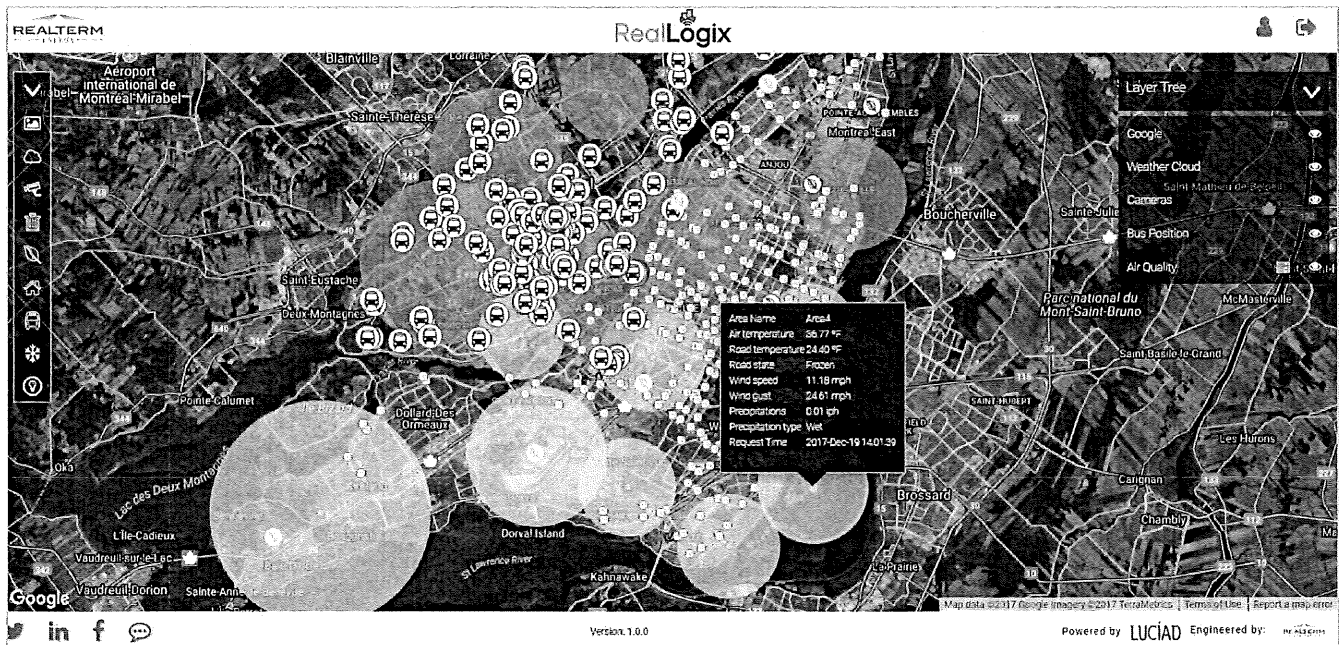 REALTERM
RealLogix
Blainville
Lorraine
Aéroport
international de
Montréal-Mirabel
Sainte-Thérèse
Montreal East
ANJOU
Layer Tree
Google
Weather Cloud
Cameras
Bus Position
Air Quality
Boucherville
Sainte-Julie
Saint-Eustache
Deux-Montagnes
Parc national du
Mont-Saint-Bruno
McMasterville
Saint-Basile-le-Grand
SAINT-HUBERT
Area Name Area4
Air temperature 36.77 °F
Road temperature 24.40 °F
Road state Frozen
Wind speed 11.18 mph
Wind gust 24.61 mph
Precipitations 0.01 iph
Precipitation type Wet
Request Time 2017-Dec-19 14:01:39
Pointe-Calumet
Dollard-Des
Ormeaux
Oka
Lac des Deux Montagnes
Les Hurons
Carignan
Brossard
Chambly
L'Île-Cadieux
Vaudreuil-sur-le-Lac
Dorval Island
St Lawrence River
Kahnawake
La Prairie
Vaudreuil-Dorion
Google
Map data ©2017 Google Imagery ©2017 TerraMetrics
Terms of Use
Report a map error
Version: 1.0.0
Powered by LUCIAD Engineered by: REALTERM